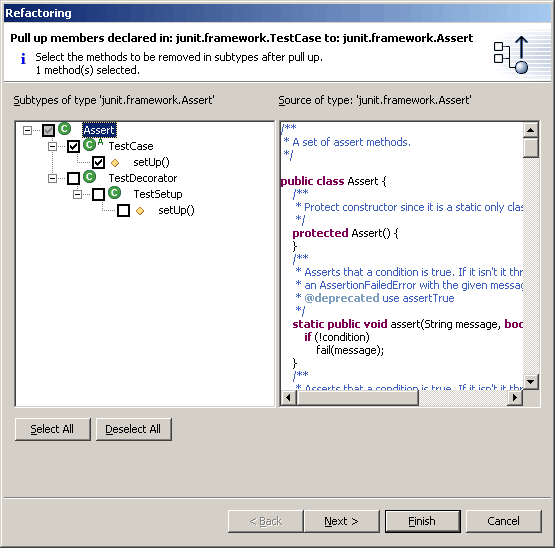 Refactoring
Pull up members declared in: junit.framework.TestCase to: junit.framework.Assert
i Select the methods to be removed in subtypes after pull up.
1 method(s) selected.
Subtypes of type 'junit.framework.Assert'
C Assert
C A TestCase
setUp()
C TestDecorator
C TestSetup
setUp()
Select All
Deselect All
Source of type: 'junit.framework.Assert'
/**
* A set of assert methods.
*/
public class Assert {
/**
* Protect constructor since it is a static only clas
*/
protected Assert() {
}
/**
* Asserts that a condition is true. If it isn't it thr
* an AssertionFailedError with the given messag
* @deprecated use assertTrue
*/
static public void assert(String message, boo
if (!condition)
fail(message);
}
/**
* Asserts that a condition is true. If it isn't it thr
< Back
Next >
Finish
Cancel